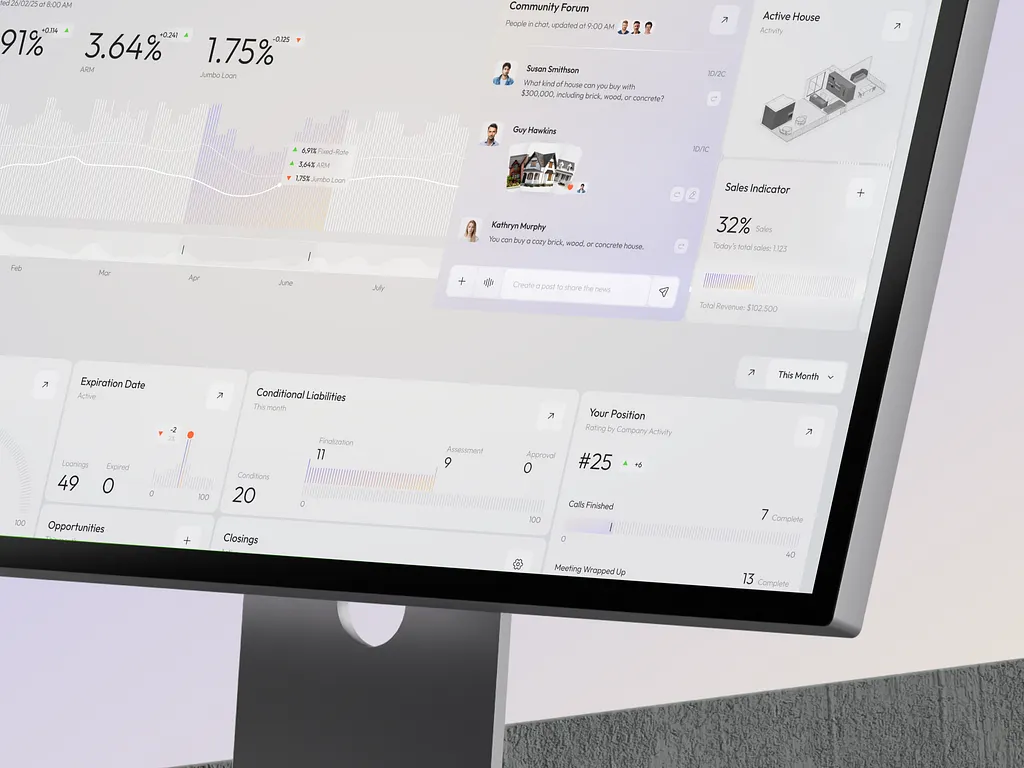 ted 26/02/25 at 8:00 AM
91% +0.114
3.64% +0.241
ARM
1.75% -0.125
Jumbo Loan
6,91% Fixed-Rate
3,64% ARM
1,75% Jumbo Loan
Feb
Mar
Apr
June
July
Community Forum
People in chat, updated at 9:00 AM
Susan Smithson
1D/2C
What kind of house can you buy with
$300,000, including brick, wood, or concrete?
Guy Hawkins
1D/1C
Kathryn Murphy
You can buy a cozy brick, wood, or concrete house.
Create a post to share the news
Active House
Activity
Sales Indicator
32% Sales
Today's total sales: 1,123
Total Revenue: $102,500
This Month
100
Expiration Date
Active
-2
Loanings
49
Expired
0
0
100
Conditional Liabilities
This month
Conditions
20
Finalization
11
Assessment
9
Approval
0
0
100
Your Position
Rating by Company Activity
#25 +6
Calls Finished
7 Complete
0
40
Meeting Wrapped Up
13 Complete
Opportunities
Closings